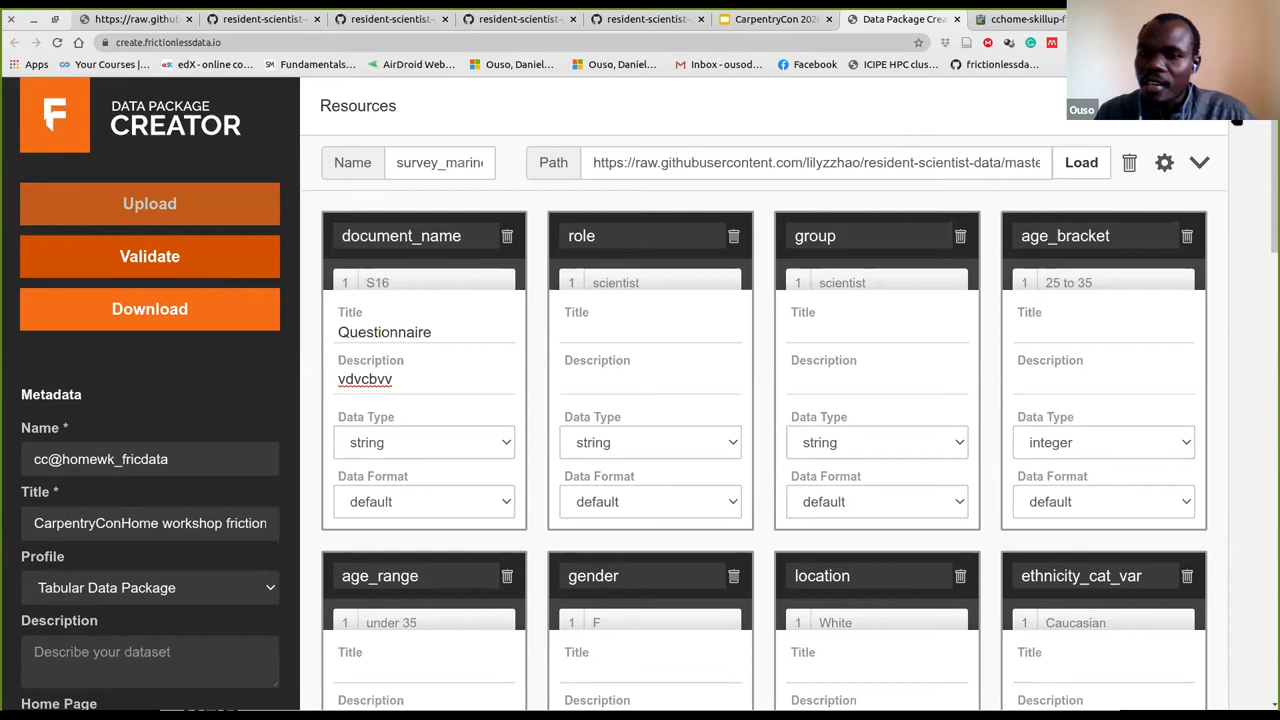 https://raw.githu
resident-scientist-
resident-scientist-
resident-scientist-
resident-scientist-
CarpentryCon 202
Data Package Crea
cchome-skillup-f
create.frictionlessdata.io
Apps
Your Courses |...
edX - online co...
Fundamentals...
AirDroid Web...
Ouso, Daniel...
Ouso, Daniel...
Inbox - ousod...
Facebook
ICIPE HPC clus...
frictionlessda...
Ouso
DATA PACKAGE
CREATOR
Resources
Name
survey_marine
Path
https://raw.githubusercontent.com/lilyzzhao/resident-scientist-data/maste
Load
Upload
Validate
Download
Metadata
Name *
cc@homewk_fricdata
Title *
CarpentryConHome workshop friction
Profile
Tabular Data Package
Description
Describe your dataset
Home Page
document_name
1 S16
Title
Questionnaire
Description
vdvcbvv
Data Type
string
Data Format
default
role
1 scientist
Title
Description
Data Type
string
Data Format
default
group
1 scientist
Title
Description
Data Type
string
Data Format
default
age_bracket
1 25 to 35
Title
Description
Data Type
integer
Data Format
default
age_range
1 under 35
Title
Description
gender
1 F
Title
Description
location
1 White
Title
Description
ethnicity_cat_var
1 Caucasian
Title
Description